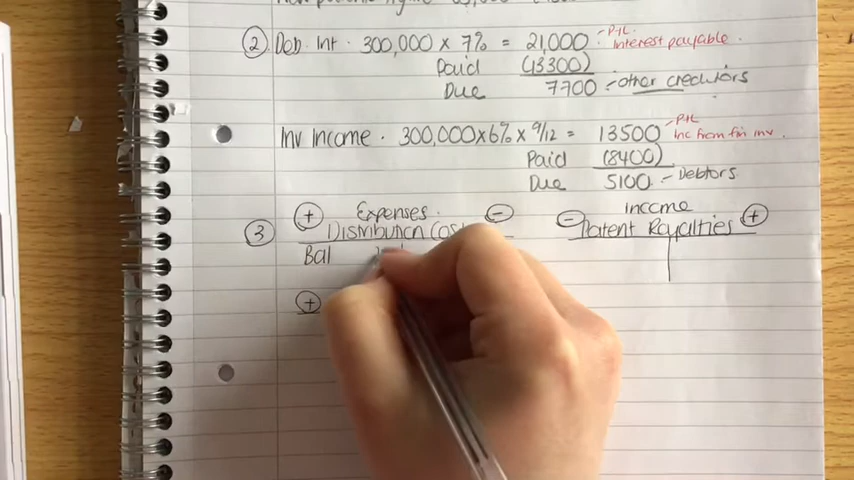 ② Deb. Int. 300,000 x 7% = 21,000 - P+L
Interest payable.
Paid (13300)
Due 7700 - other creditors
Inv Income. 300,000 x 6% x 9/12 = 13500 - P+L
Inc from fin inv.
Paid (8400)
Due 5100 - Debtors
③ + Expenses. -
Distribution
Bal
+
Income
- Patent Royalties +